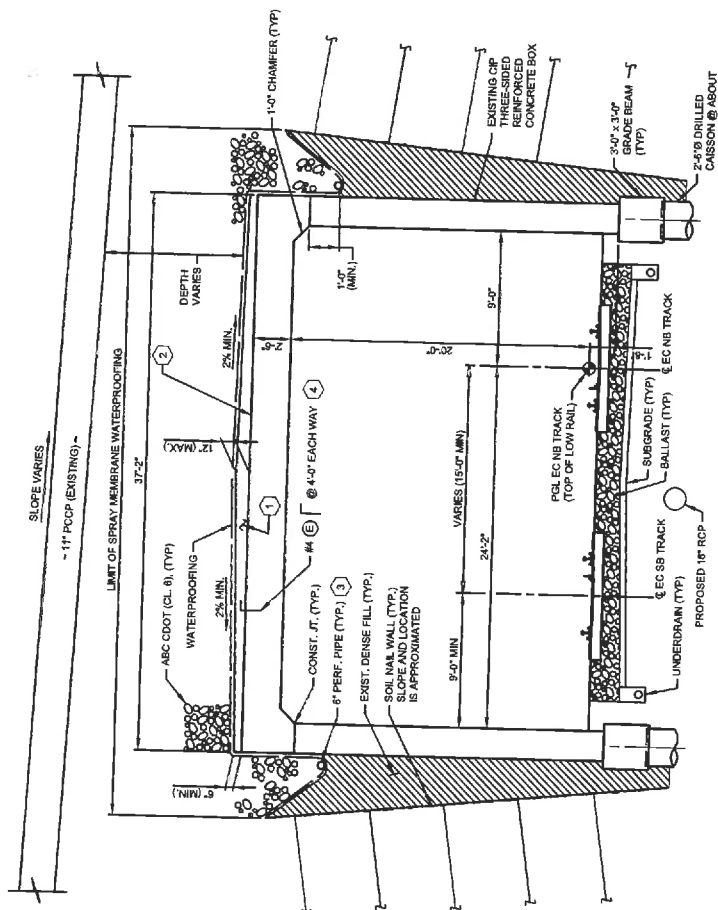 SLOPE VARIES
~ 11" PCCP (EXISTING) ~
LIMIT OF SPRAY MEMBRANE WATERPROOFING
37'-2"
ABC CDOT (CL. 6), (TYP)
WATERPROOFING
2% MIN.
12" (MAX.)
2
2% MIN.
DEPTH
VARIES
6" (MIN.)
1
#4 E @ 4'-0" EACH WAY 4
2'-6"
1'-0" CHAMFER (TYP)
1'-0"
(MIN.)
CONST. JT. (TYP.)
6" PERF. PIPE (TYP.) 3
EXIST. DENSE FILL (TYP.)
SOIL NAIL WALL (TYP.)
SLOPE AND LOCATION
IS APPROXIMATED
EXISTING CIP
THREE-SIDED
REINFORCED
CONCRETE BOX
20'-0"
9'-0" MIN
VARIES (15'-0" MIN)
9'-0"
24'-2"
PGL EC NB TRACK
(TOP OF LOW RAIL)
3'-0" x 3'-0"
GRADE BEAM
(TYP)
1'-8"
2'-6"Ø DRILLED
CAISSON @ ABOUT
UNDERDRAIN (TYP)
℄ EC SB TRACK
PROPOSED 18" RCP
BALLAST (TYP)
SUBGRADE (TYP)
℄ EC NB TRACK